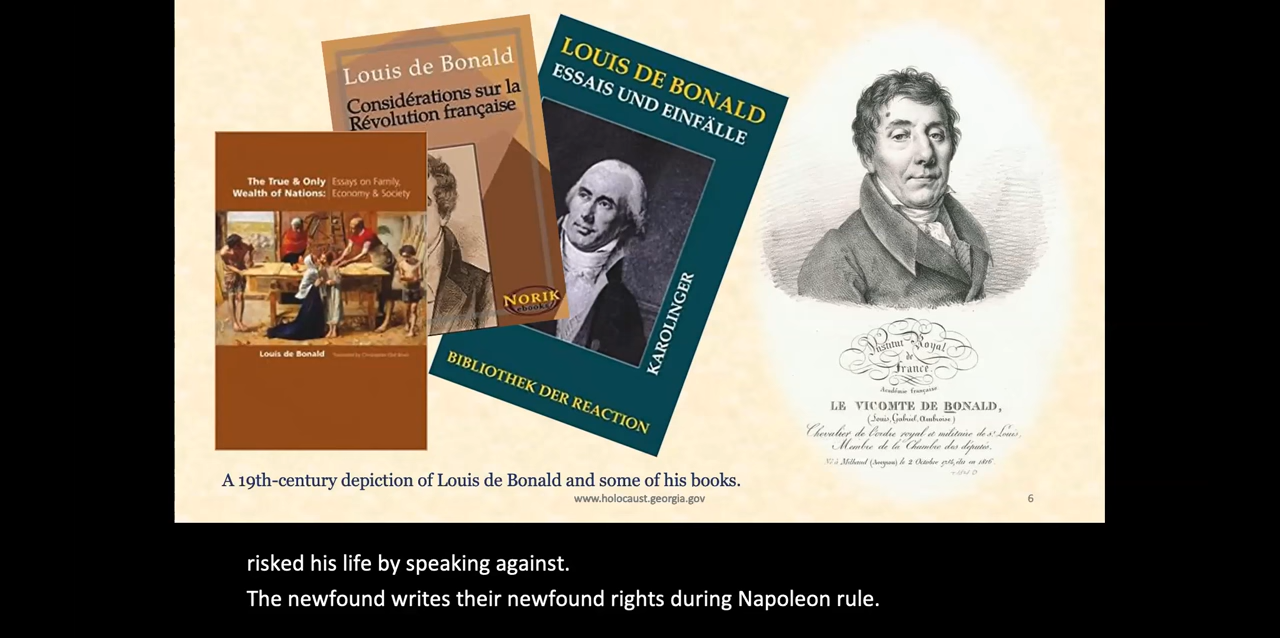 Louis de Bonald
Considérations sur la
Révolution française
NORIK
ebooks
LOUIS DE BONALD
ESSAIS UND EINFÄLLE
KAROLINGER
BIBLIOTHEK DER REACTION
The True & Only
Wealth of Nations:
Essays on Family,
Economy & Society
Louis de Bonald
Institut Royal
de
France
Académie française
LE VICOMTE DE BONALD,
(Louis, Gabriel, Ambroise)
Chevalier de l'ordre royal et militaire de St. Louis,
Membre de la Chambre des députés.
A 19th-century depiction of Louis de Bonald and some of his books.
www.holocaust.georgia.gov
6
risked his life by speaking against.
The newfound writes their newfound rights during Napoleon rule.